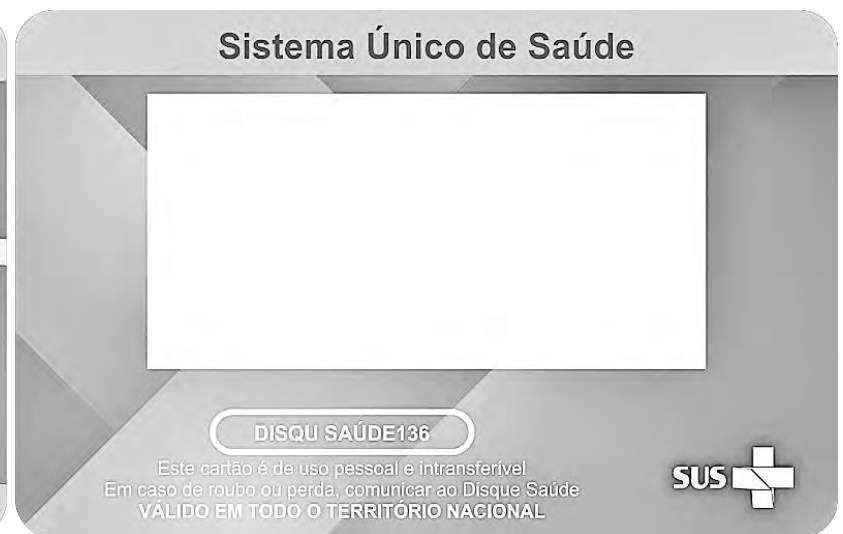 Sistema Único de Saúde
DISQU SAÚDE136
Este cartão é de uso pessoal e intransferível
Em caso de roubo ou perda, comunicar ao Disque Saúde
VÁLIDO EM TODO O TERRITÓRIO NACIONAL
SUS